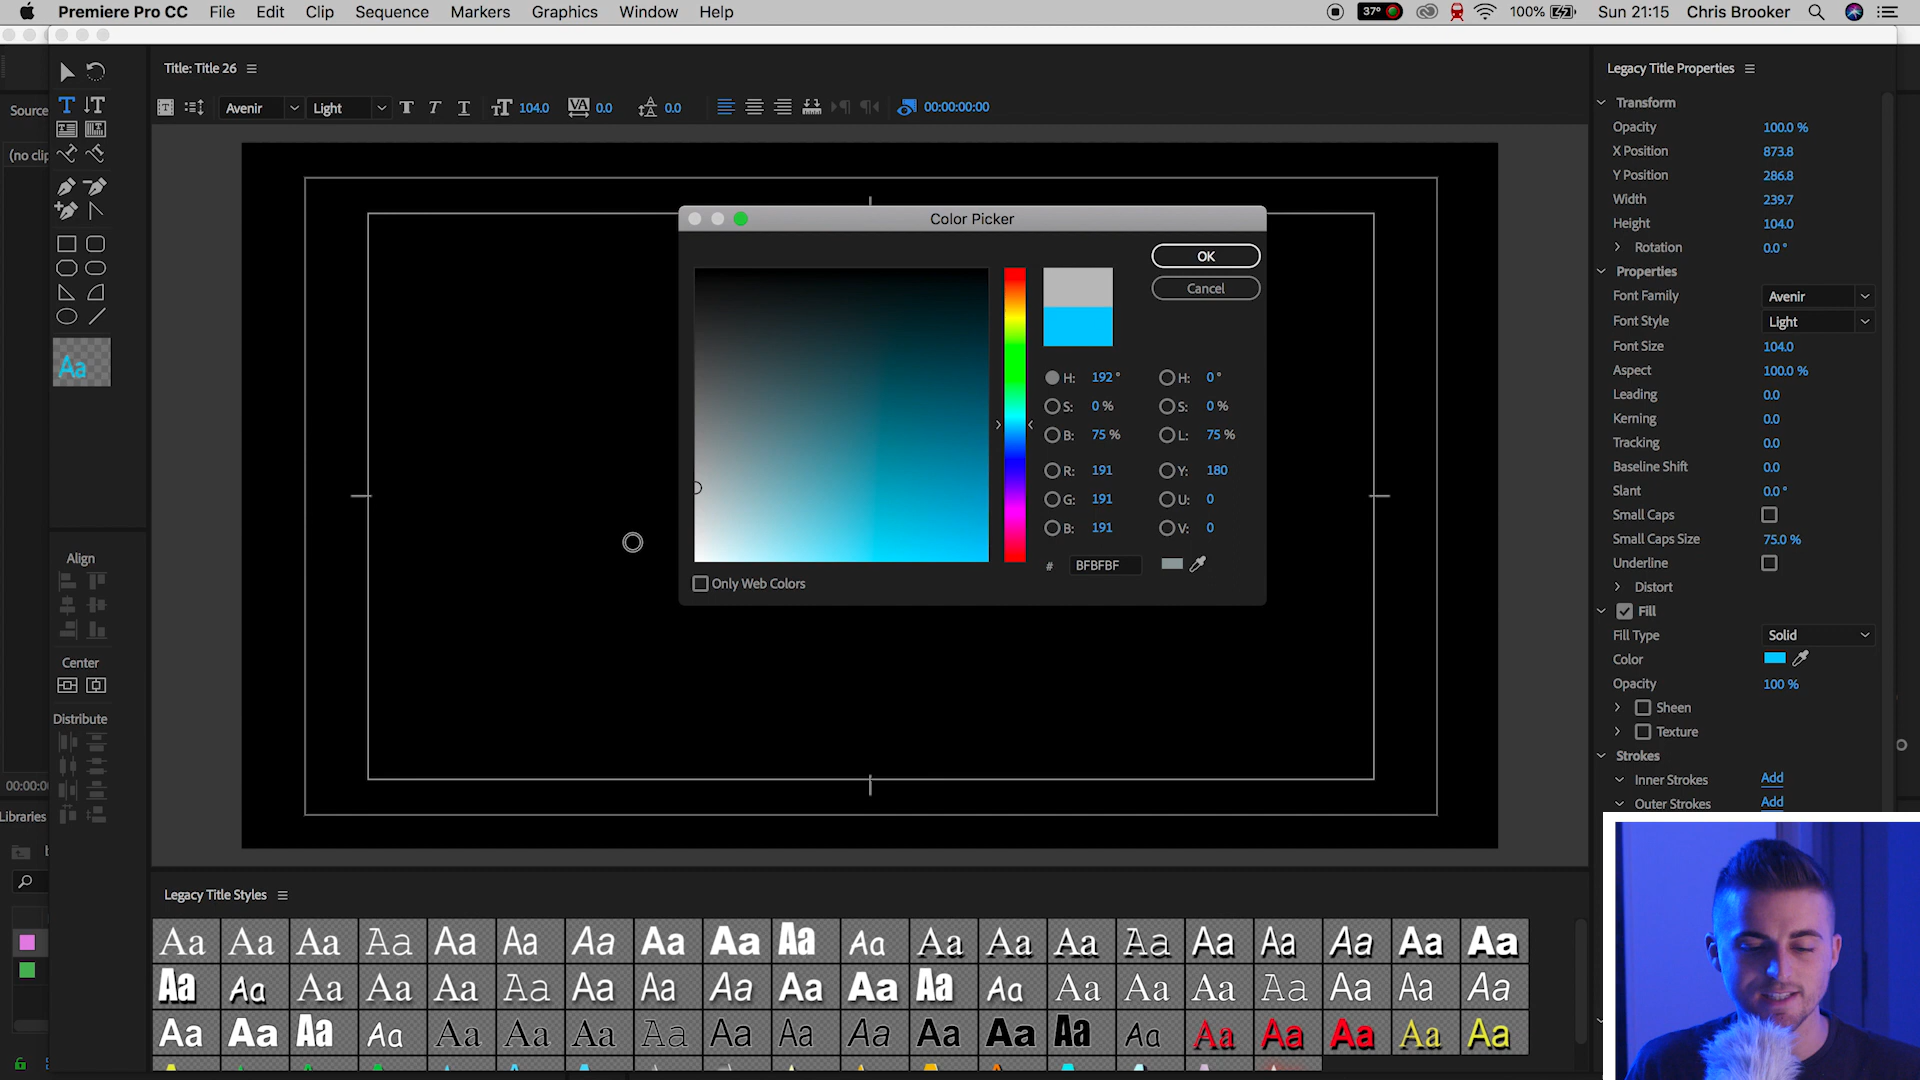 Premiere Pro CC File Edit Clip Sequence Markers Graphics Window Help 37° 100% Sun 21:15 Chris Brooker
Title: Title 26
Legacy Title Properties
Source
Avenir Light 104.0 0.0 0.0 00:00:00:00
(no clip
Transform
Opacity 100.0 %
X Position 873.8
Y Position 286.8
Width 239.7
Height 104.0
Rotation 0.0 °
Properties
Font Family Avenir
Font Style Light
Font Size 104.0
Aspect 100.0 %
Leading 0.0
Kerning 0.0
Tracking 0.0
Baseline Shift 0.0
Slant 0.0 °
Small Caps
Small Caps Size 75.0 %
Underline
Distort
Fill
Fill Type Solid
Color
Opacity 100 %
Sheen
Texture
Strokes
Inner Strokes Add
Outer Strokes Add
Color Picker
OK
Cancel
H: 192 ° H: 0 °
S: 0 % S: 0 %
B: 75 % L: 75 %
R: 191 Y: 180
G: 191 U: 0
B: 191 V: 0
# BFBFBF
Only Web Colors
Aa
Align
Center
Distribute
00:00:0
Libraries
Legacy Title Styles
Aa Aa Aa Aa Aa Aa Aa Aa Aa Aa Aa Aa Aa Aa Aa Aa Aa Aa Aa Aa
Aa Aa Aa Aa Aa Aa Aa Aa Aa Aa Aa Aa Aa Aa Aa Aa Aa Aa Aa Aa
Aa Aa Aa Aa Aa Aa Aa Aa Aa Aa Aa Aa Aa Aa Aa Aa Aa Aa Aa Aa